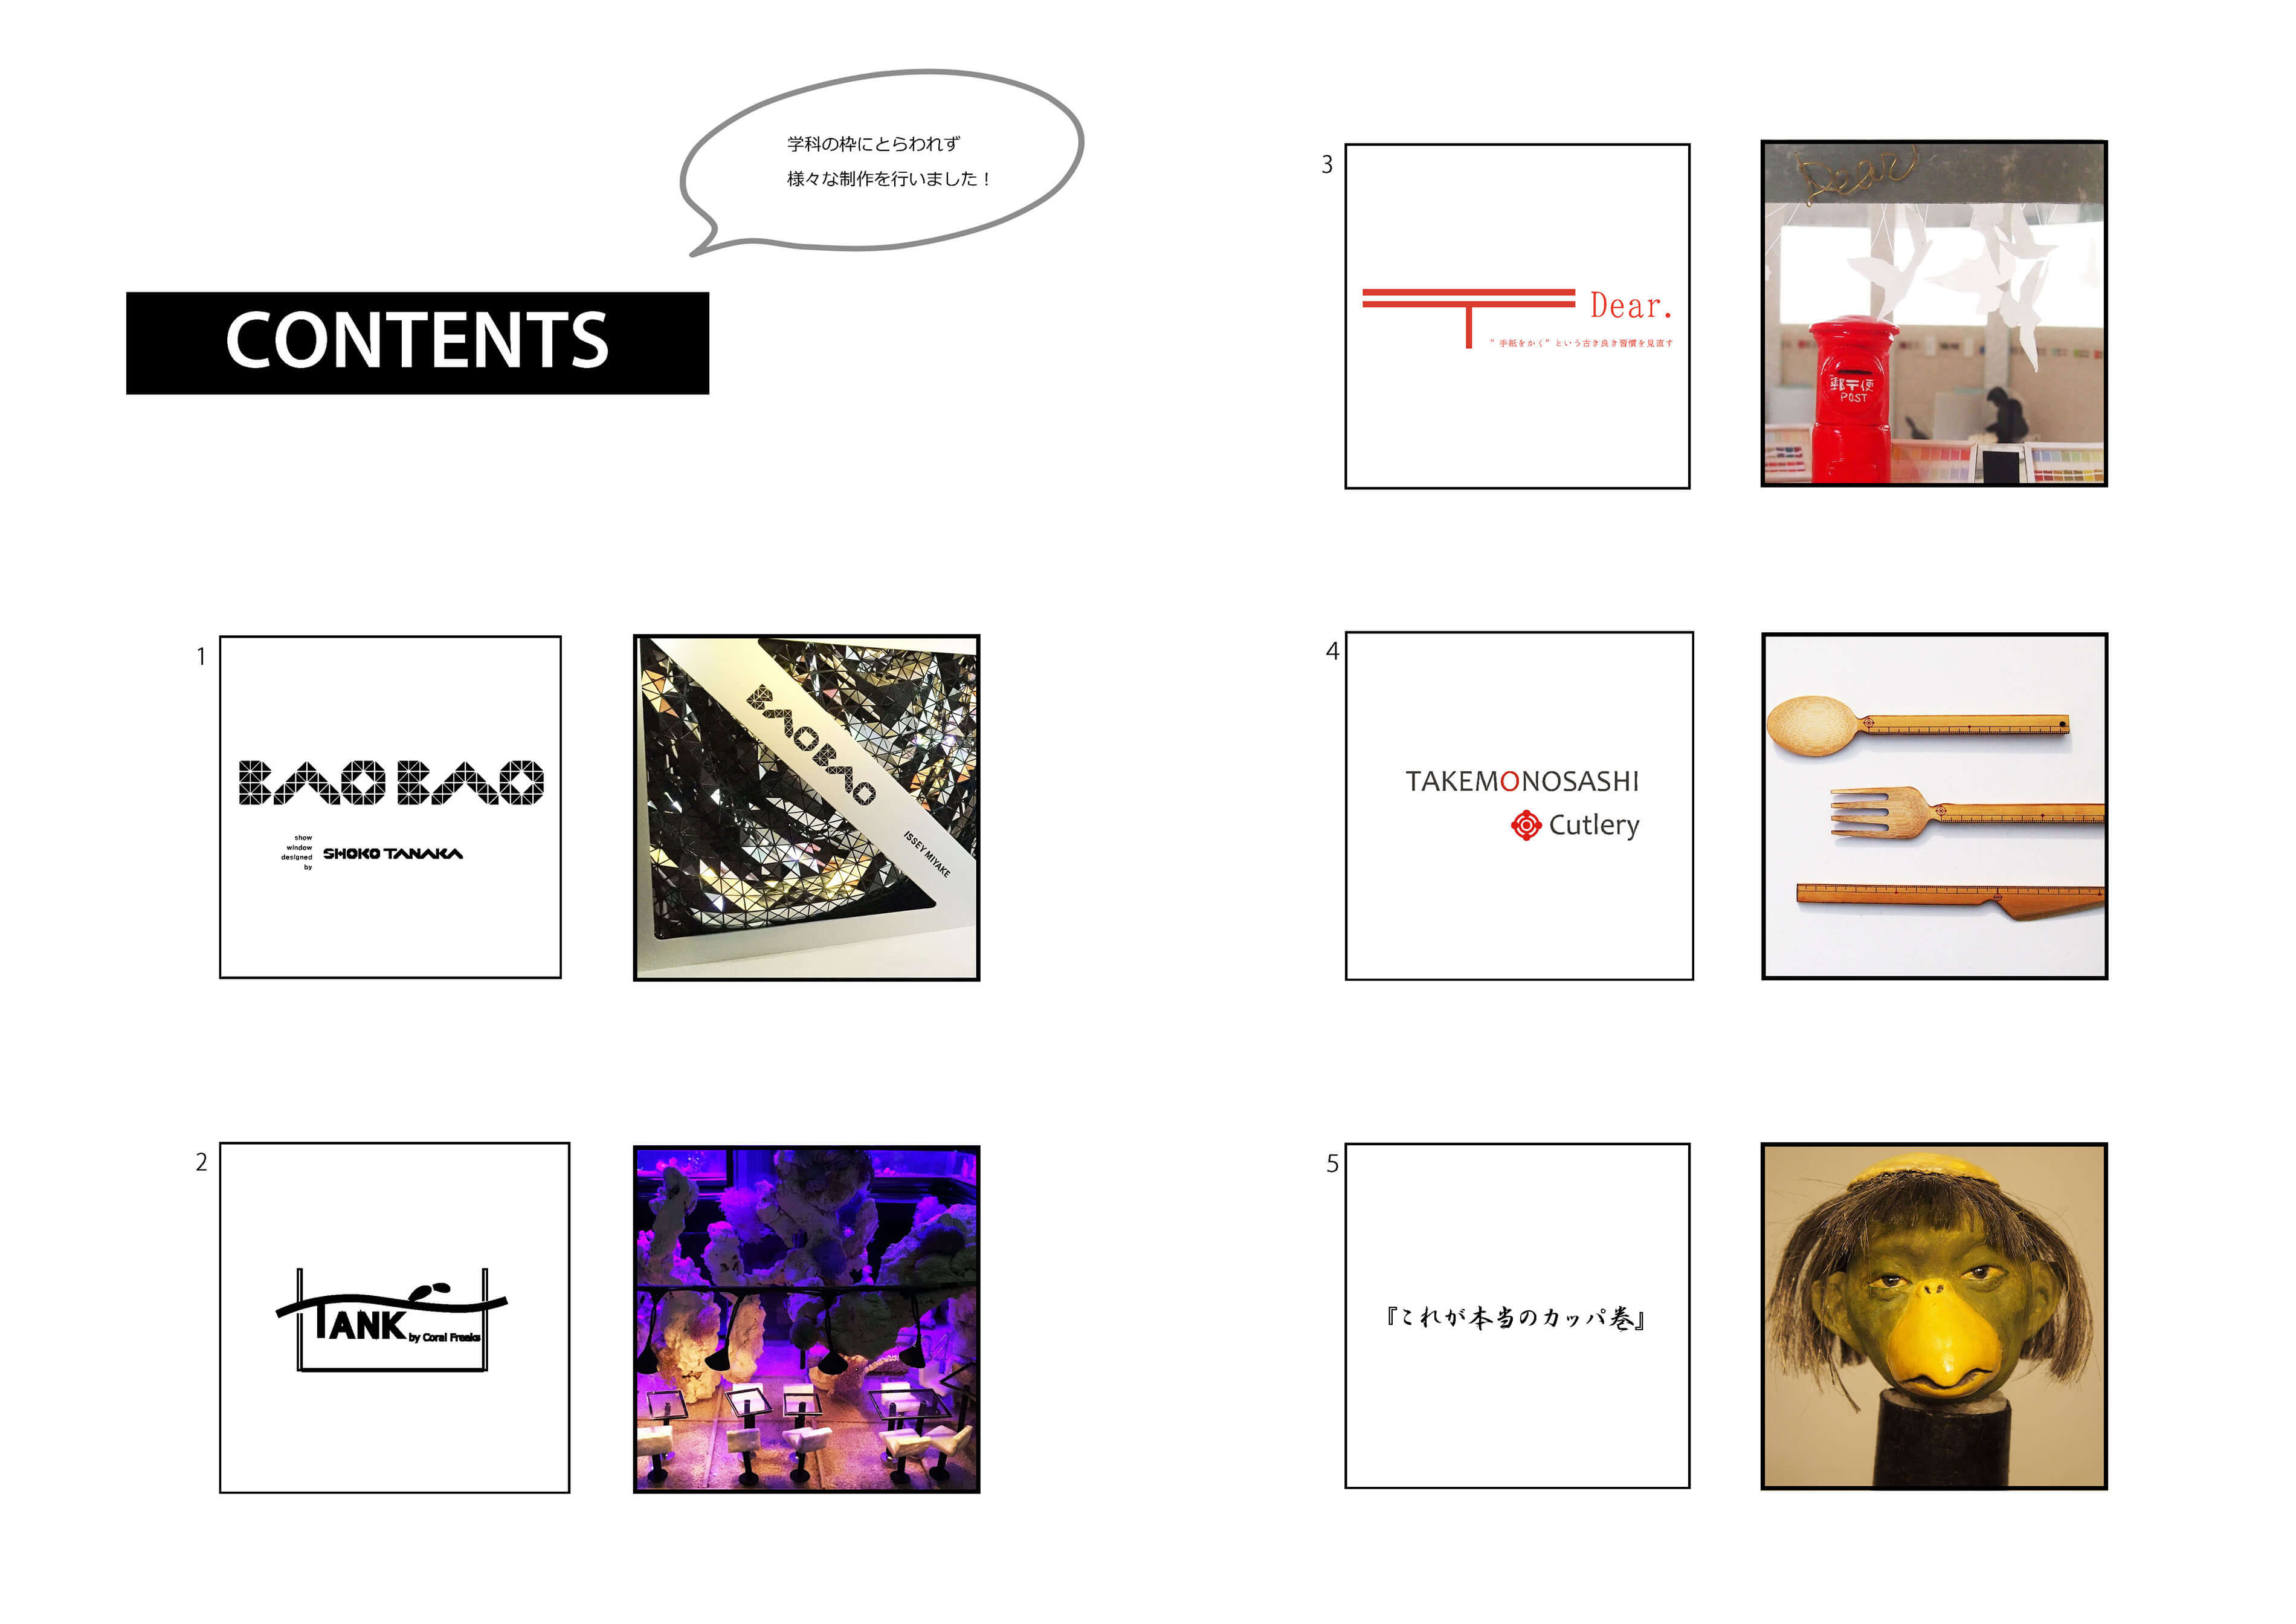 学科の枠にとらわれず
様々な制作を行いました！
CONTENTS
1
BAO BAO
show
window
designed
by
SHOKO TANAKA
BAOBAO
ISSEY MIYAKE
2
TANK
by Coral Freaks
3
Dear.
”手紙をかく”という古き良き習慣を見直す
Dear
郵〒便
POST
4
TAKEMONOSASHI
Cutlery
5
『これが本当のカッパ巻』